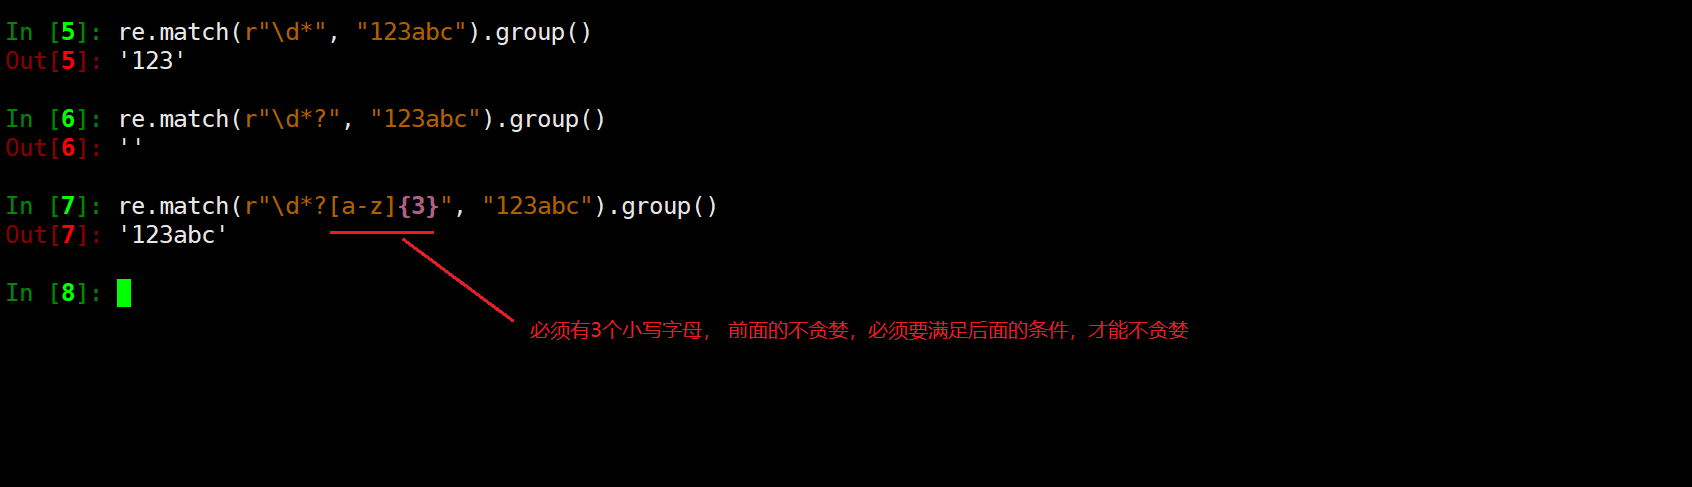 In [5]: re.match(r"\d*", "123abc").group()
Out[5]: '123'
In [6]: re.match(r"\d*?", "123abc").group()
Out[6]: ''
In [7]: re.match(r"\d*?[a-z]{3}", "123abc").group()
Out[7]: '123abc'
In [8]:
必须有3个小写字母， 前面的不贪婪，必须要满足后面的条件，才能不贪婪